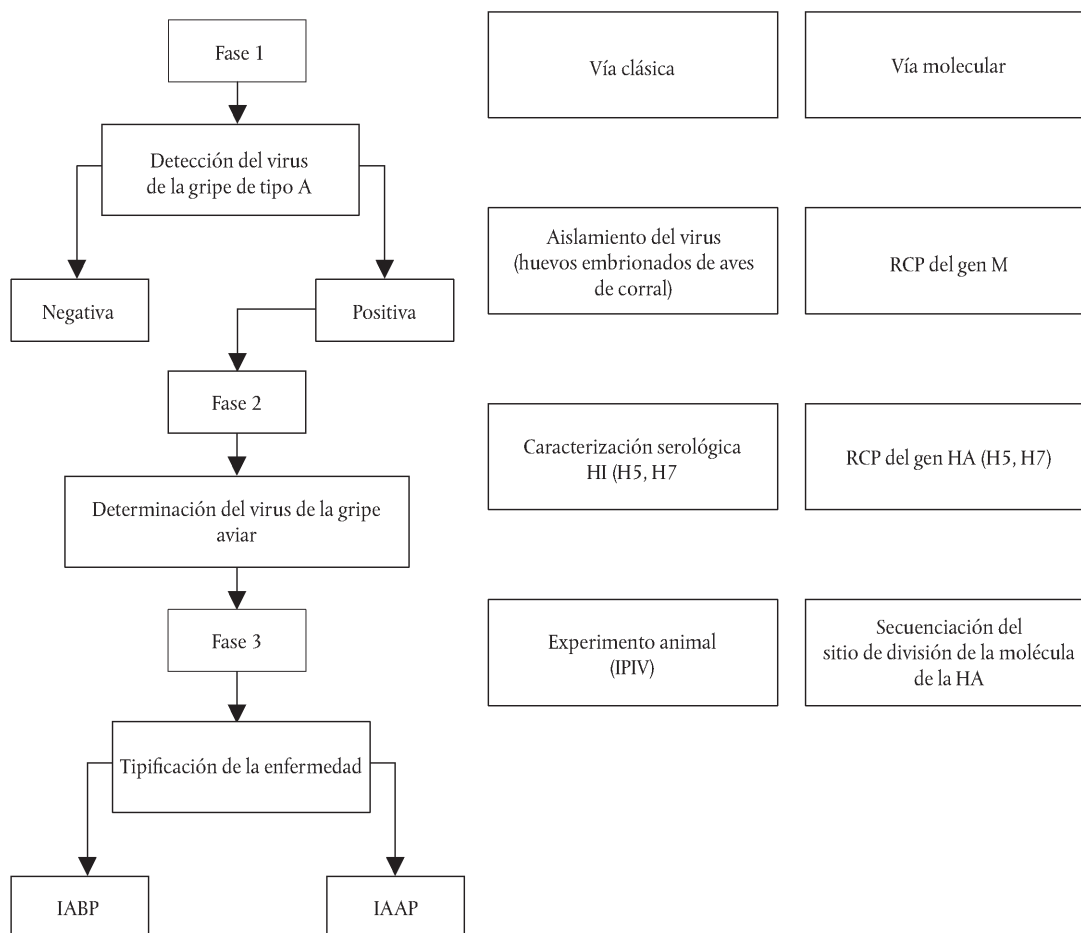 Fase 1
Vía clásica
Vía molecular
Detección del virus
de la gripe de tipo A
Aislamiento del virus
(huevos embrionados de aves
de corral)
RCP del gen M
Negativa
Positiva
Fase 2
Caracterización serológica
HI (H5, H7
RCP del gen HA (H5, H7)
Determinación del virus de la gripe
aviar
Fase 3
Experimento animal
(IPIV)
Secuenciación del
sitio de división de la molécula
de la HA
Tipificación de la enfermedad
IABP
IAAP